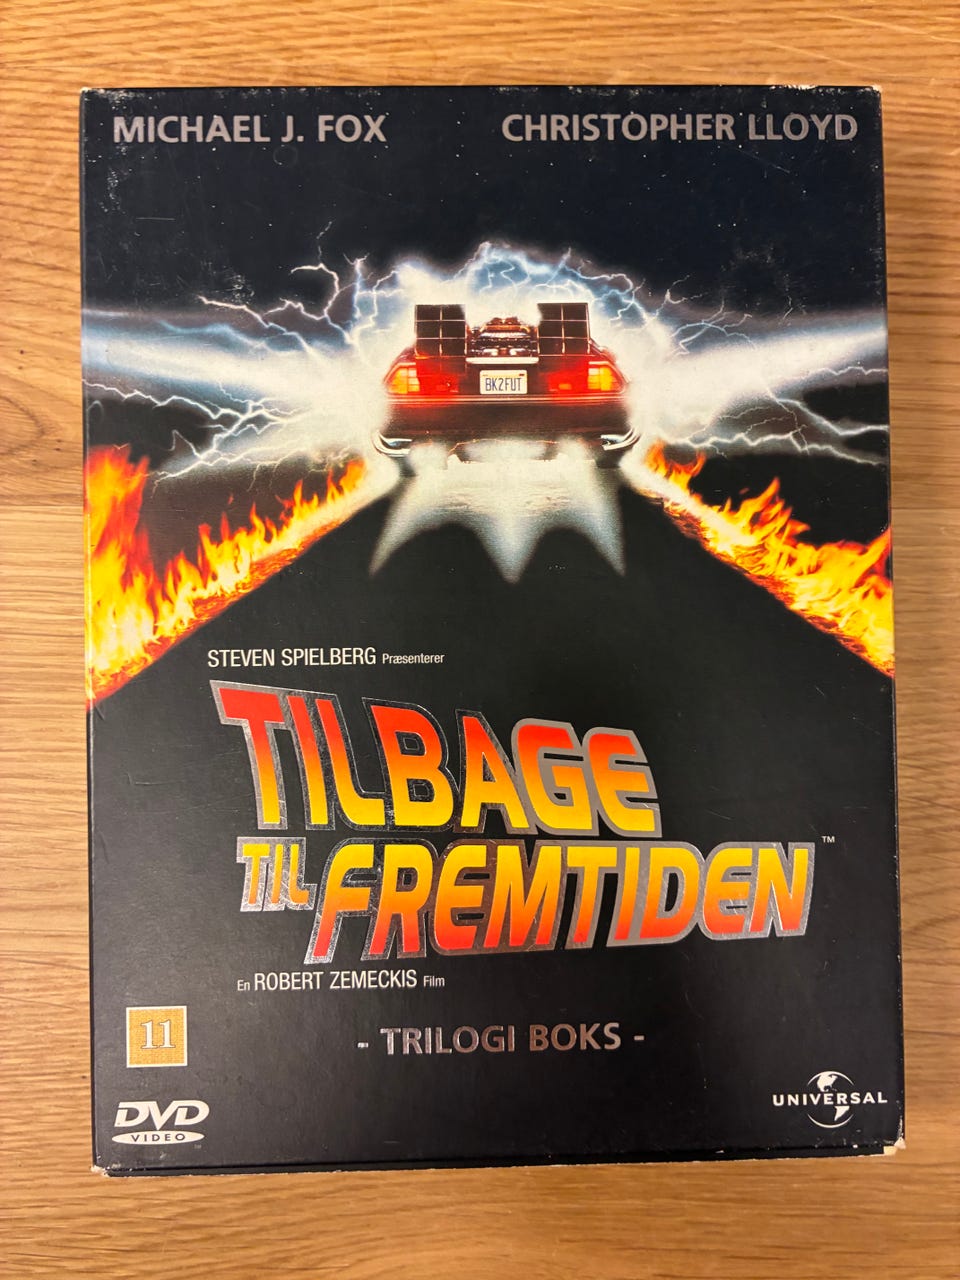 MICHAEL J. FOX
CHRISTOPHER LLOYD
BK2FUT
STEVEN SPIELBERG Præsenterer
TILBAGE
TIL FREMTIDEN™
En ROBERT ZEMECKIS Film
- TRILOGI BOKS -
11
DVD
VIDEO
UNIVERSAL